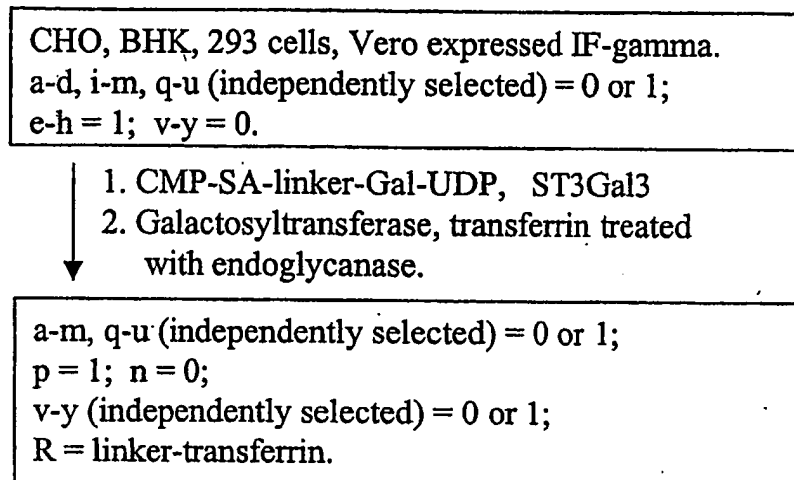 CHO, BHK, 293 cells, Vero expressed IF-gamma.
a-d, i-m, q-u (independently selected) = 0 or 1;
e-h = 1; v-y = 0.
1. CMP-SA-linker-Gal-UDP, ST3Gal3
2. Galactosyltransferase, transferrin treated
with endoglycanase.
a-m, q-u (independently selected) = 0 or 1;
p = 1; n = 0;
v-y (independently selected) = 0 or 1;
R = linker-transferrin.